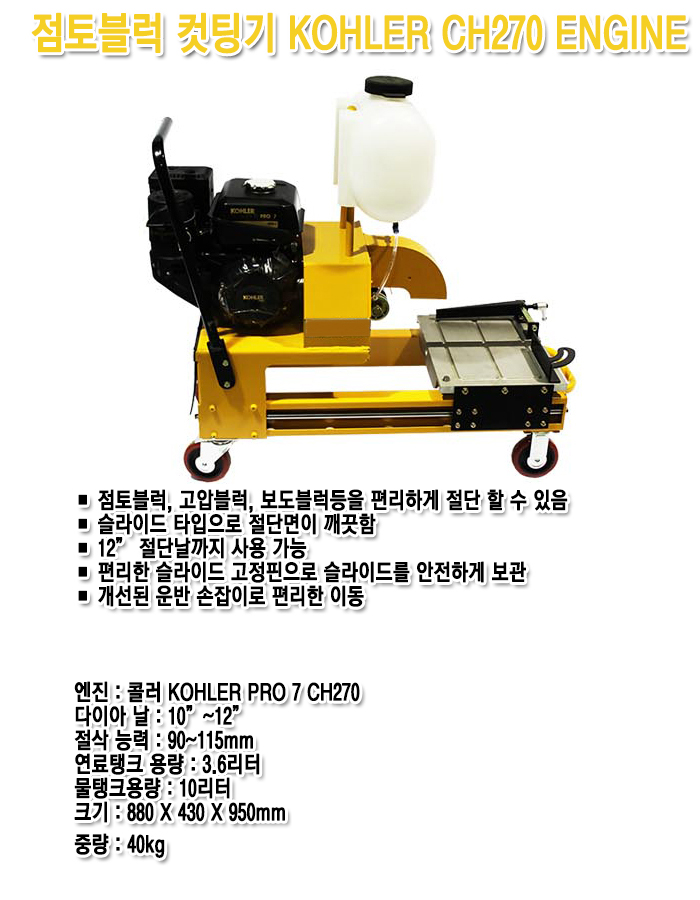 점토블럭 컷팅기 KOHLER CH270 ENGINE
KOHLER
PRO 7
KOHLER
■ 점토블럭, 고압블럭, 보도블럭등을 편리하게 절단 할 수 있음
■ 슬라이드 타입으로 절단면이 깨끗함
■ 12” 절단날까지 사용 가능
■ 편리한 슬라이드 고정핀으로 슬라이드를 안전하게 보관
■ 개선된 운반 손잡이로 편리한 이동
엔진 : 콜러 KOHLER PRO 7 CH270
다이아 날 : 10” ~12”
절삭 능력 : 90~115mm
연료탱크 용량 : 3.6리터
물탱크용량 : 10리터
크기 : 880 X 430 X 950mm
중량 : 40kg